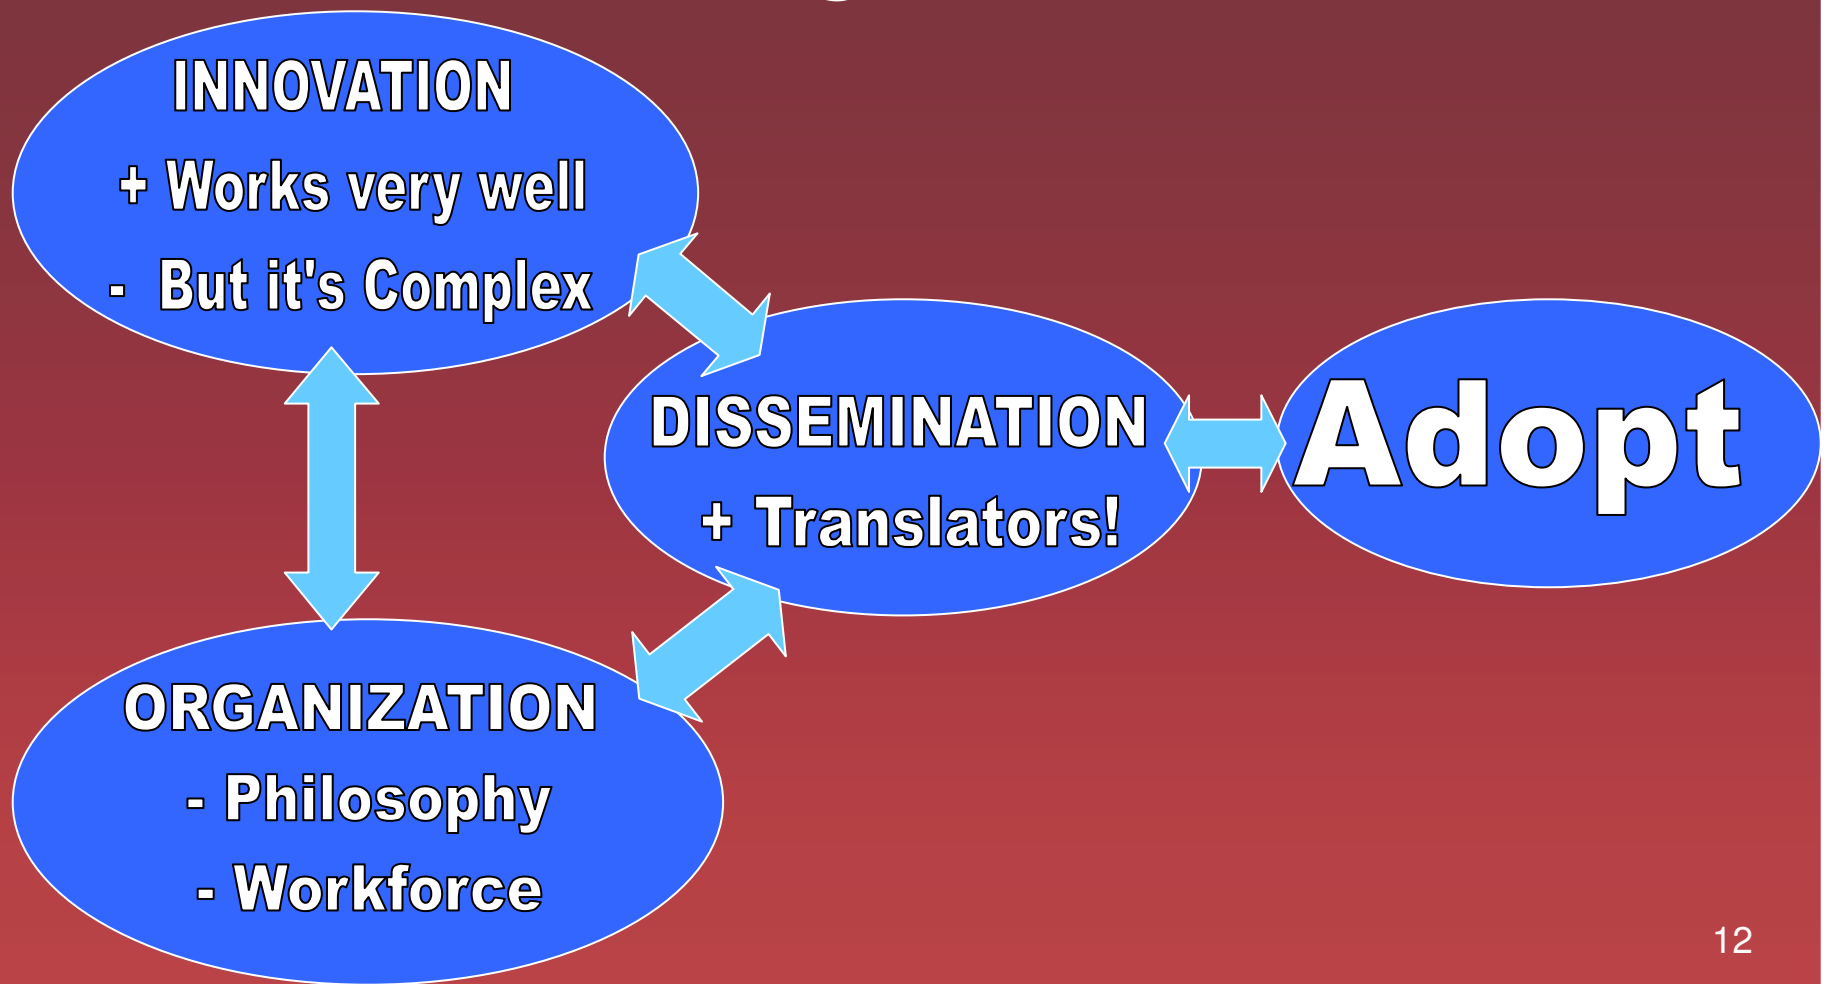 INNOVATION
+ Works very well
- But it's Complex
DISSEMINATION
+ Translators!
Adopt
ORGANIZATION
- Philosophy
- Workforce
12